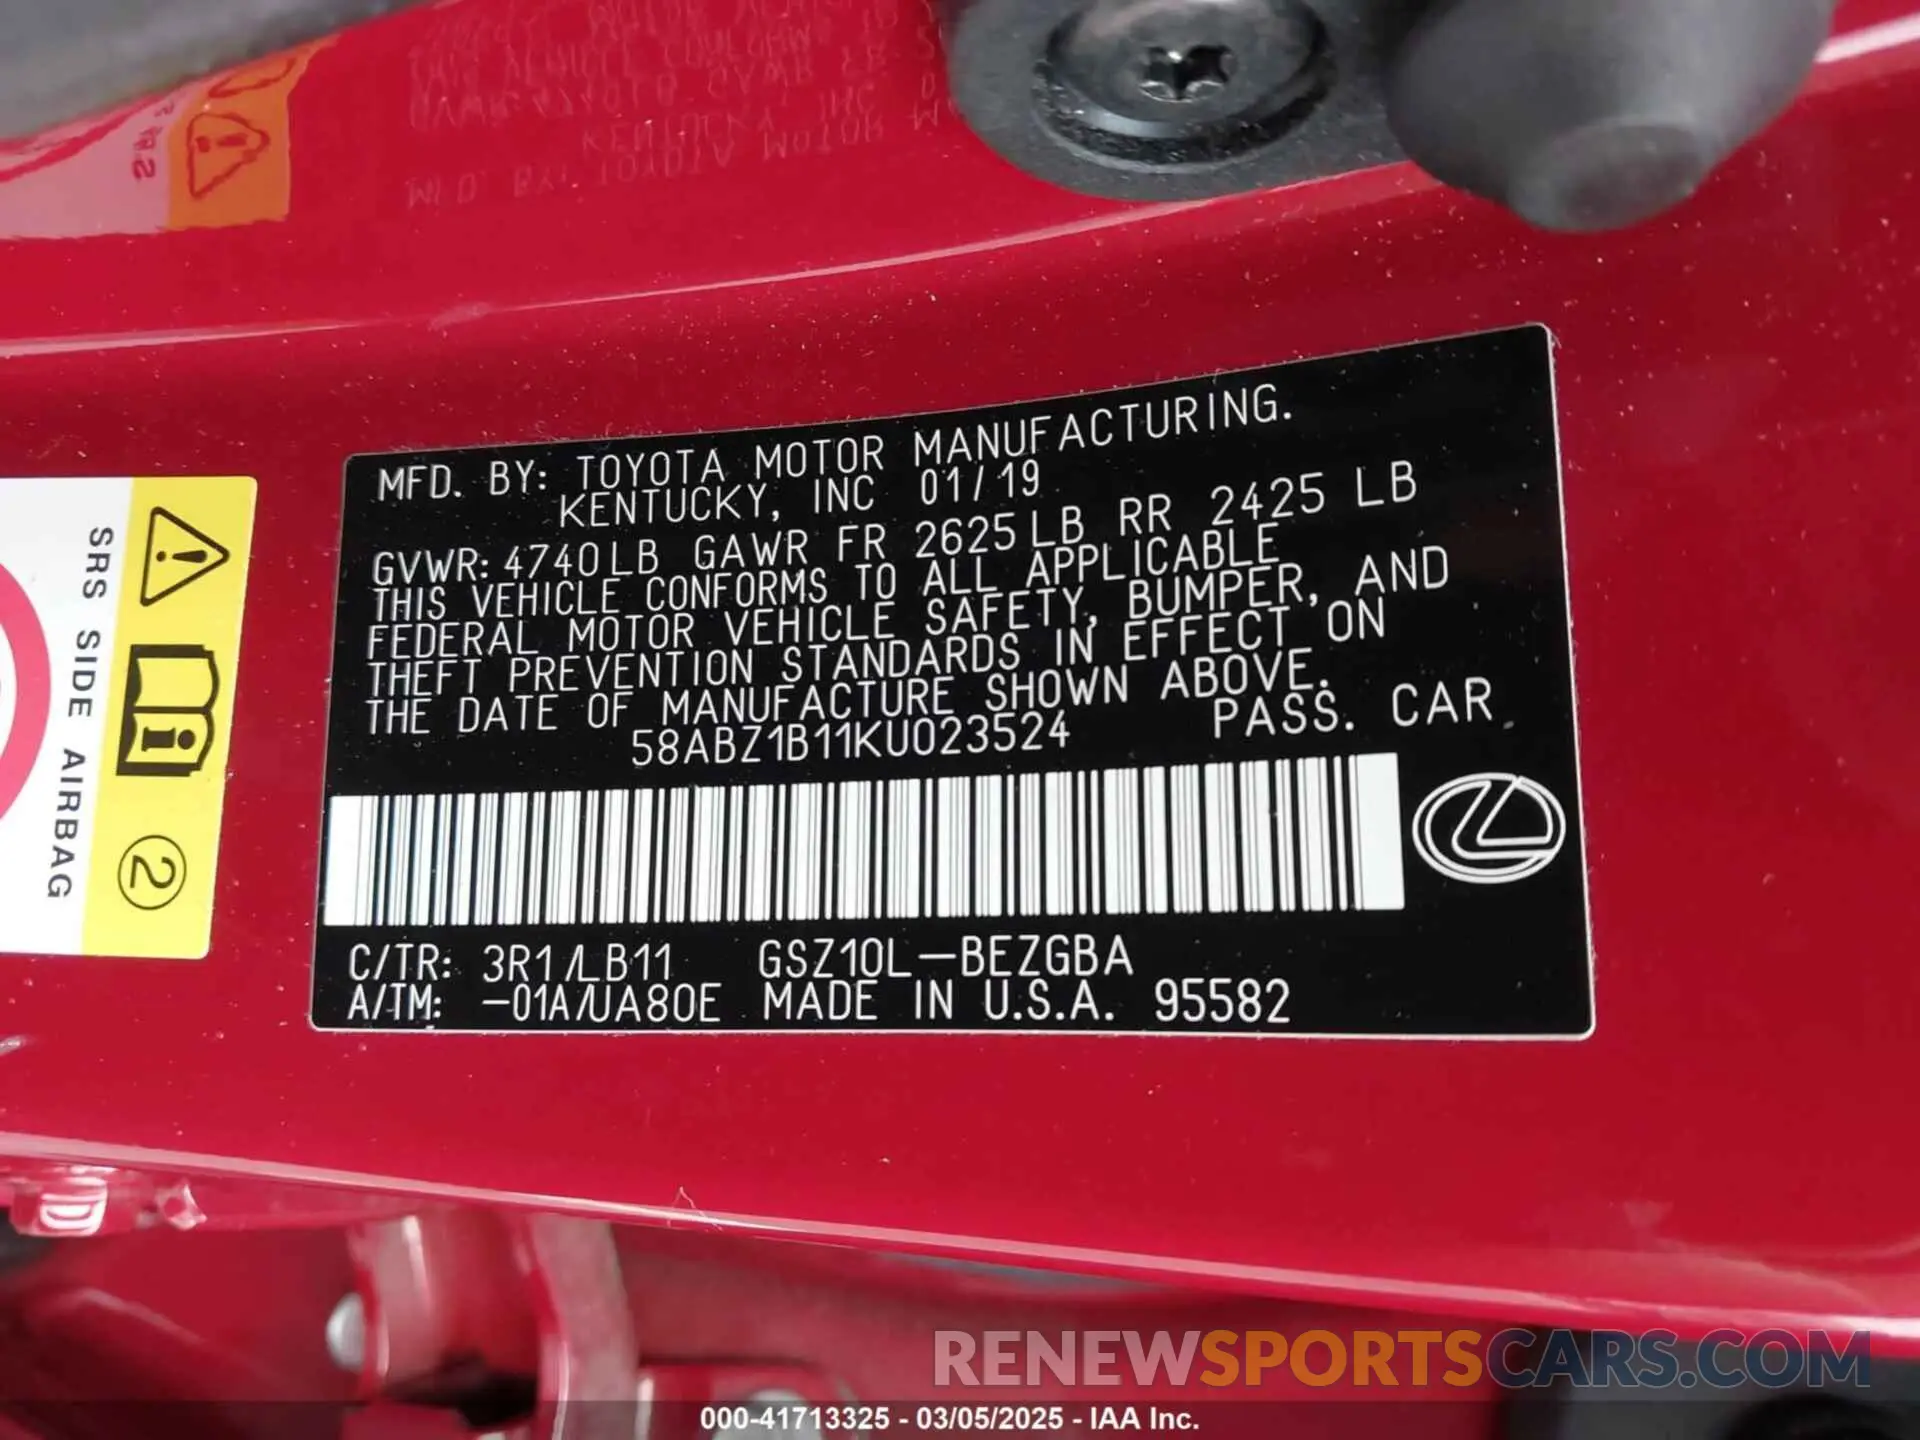 MFD. BY: TOYOTA MOTOR MANUFACTURING.
KENTUCKY, INC 01/19
GVWR: 4740LB GAWR FR 2625LB RR 2425 LB
THIS VEHICLE CONFORMS TO ALL APPLICABLE
FEDERAL MOTOR VEHICLE SAFETY, BUMPER, AND
THEFT PREVENTION STANDARDS IN EFFECT ON
THE DATE OF MANUFACTURE SHOWN ABOVE.
58ABZ1B11KU023524 PASS. CAR
C/TR: 3R1/LB11 GSZ10L-BEZGBA
A/TM: -01A/UA80E MADE IN U.S.A. 95582
SRS SIDE AIRBAG
2
RENEWSPORTSCARS.COM
000-41713325 - 03/05/2025 - IAA Inc.